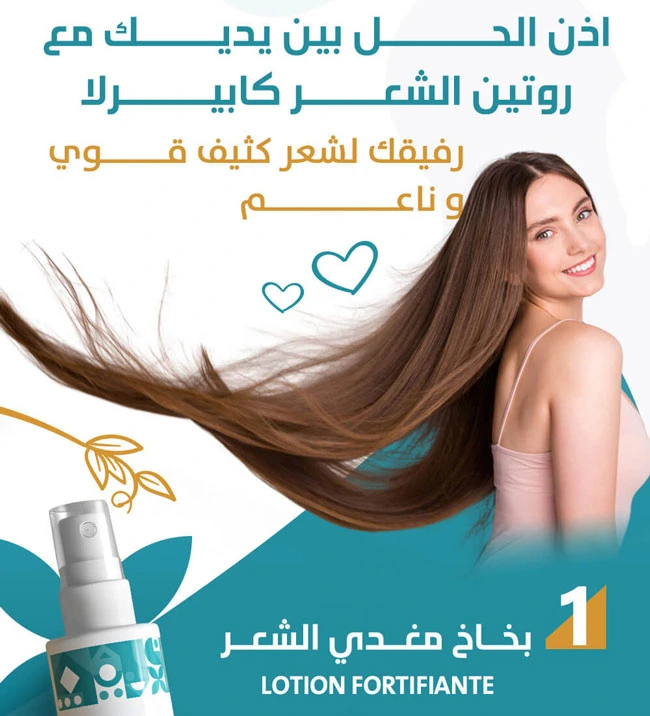 اذن الحل بين يديك مع
روتين الشعر كابيرلا
رفيقك لشعر كثيف قوي
و ناعم
1
بخاخ مغدي الشعر
LOTION FORTIFIANTE